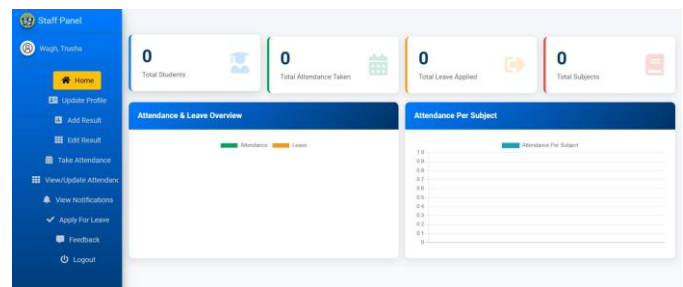 Staff Panel
Wagh, Trusha
Home
Update Profile
Add Result
Edit Result
Take Attendance
View/Update Attendanc
View Notifications
Apply For Leave
Feedback
Logout
0
Total Students
0
Total Attendance Taken
0
Total Leave Applied
0
Total Subjects
Attendance & Leave Overview
Attendance Leave
Attendance Per Subject
Attendance Per Subject
1.0
0.9
0.8
0.7
0.6
0.5
0.4
0.3
0.2
0.1
0